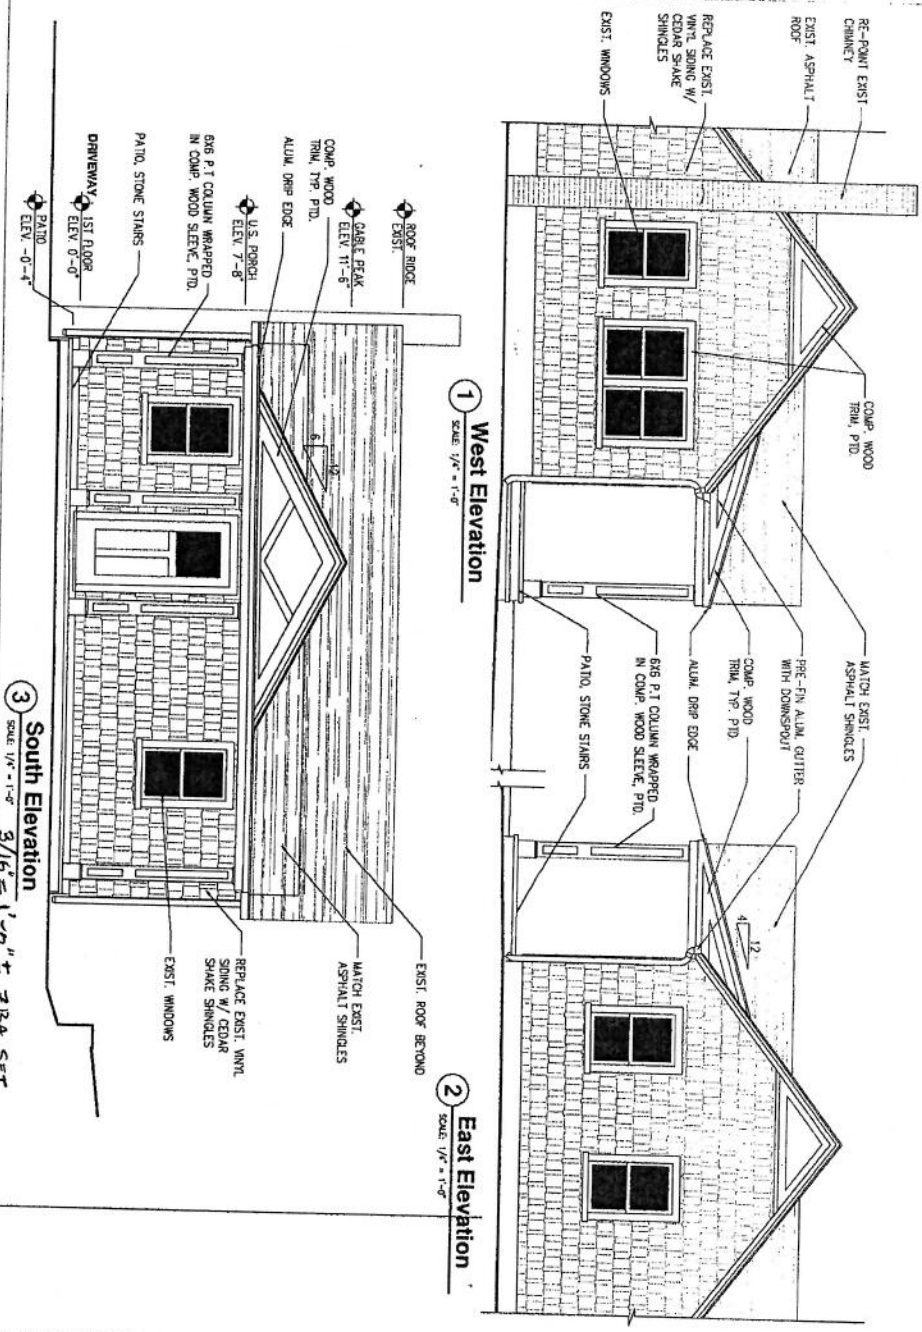 RE-POINT EXIST
CHIMNEY
EXIST. ASPHALT
ROOF
REPLACE EXIST.
VINYL SIDING W/
CEDAR SHAKE
SHINGLES
EXIST. WINDOWS
COMP. WOOD
TRIM, PTD.
MATCH EXIST.
ASPHALT SHINGLES
PRE-FIN ALUM. GUTTER
WITH DOWNSPOUT
COMP. WOOD
TRIM, TYP. PTD.
ALUM. DRIP EDGE
6X6 P.T COLUMN WRAPPED
IN COMP. WOOD SLEEVE, PTD.
PATIO, STONE STAIRS
4
12
1
West Elevation
SCALE: 1/4" = 1'-0"
2
East Elevation
SCALE: 1/4" = 1'-0"
ROOF RIDGE
EXIST.
GABLE PEAK
ELEV. 11'-6"
COMP. WOOD
TRIM, TYP. PTD.
ALUM. DRIP EDGE
U.S. PORCH
ELEV. 7'-8"
6X6 P.T COLUMN WRAPPED
IN COMP. WOOD SLEEVE, PTD.
PATIO, STONE STAIRS
DRIVEWAY
1ST FLOOR
ELEV. 0'-0"
PATIO
ELEV. -0'-4"
6
12
EXIST. ROOF BEYOND
MATCH EXIST.
ASPHALT SHINGLES
REPLACE EXIST. VINYL
SIDING W/ CEDAR
SHAKE SHINGLES
EXIST. WINDOWS
3
South Elevation
SCALE: 1/4" = 1'-0"
3/16" = 1'-0" ± ZBA SET